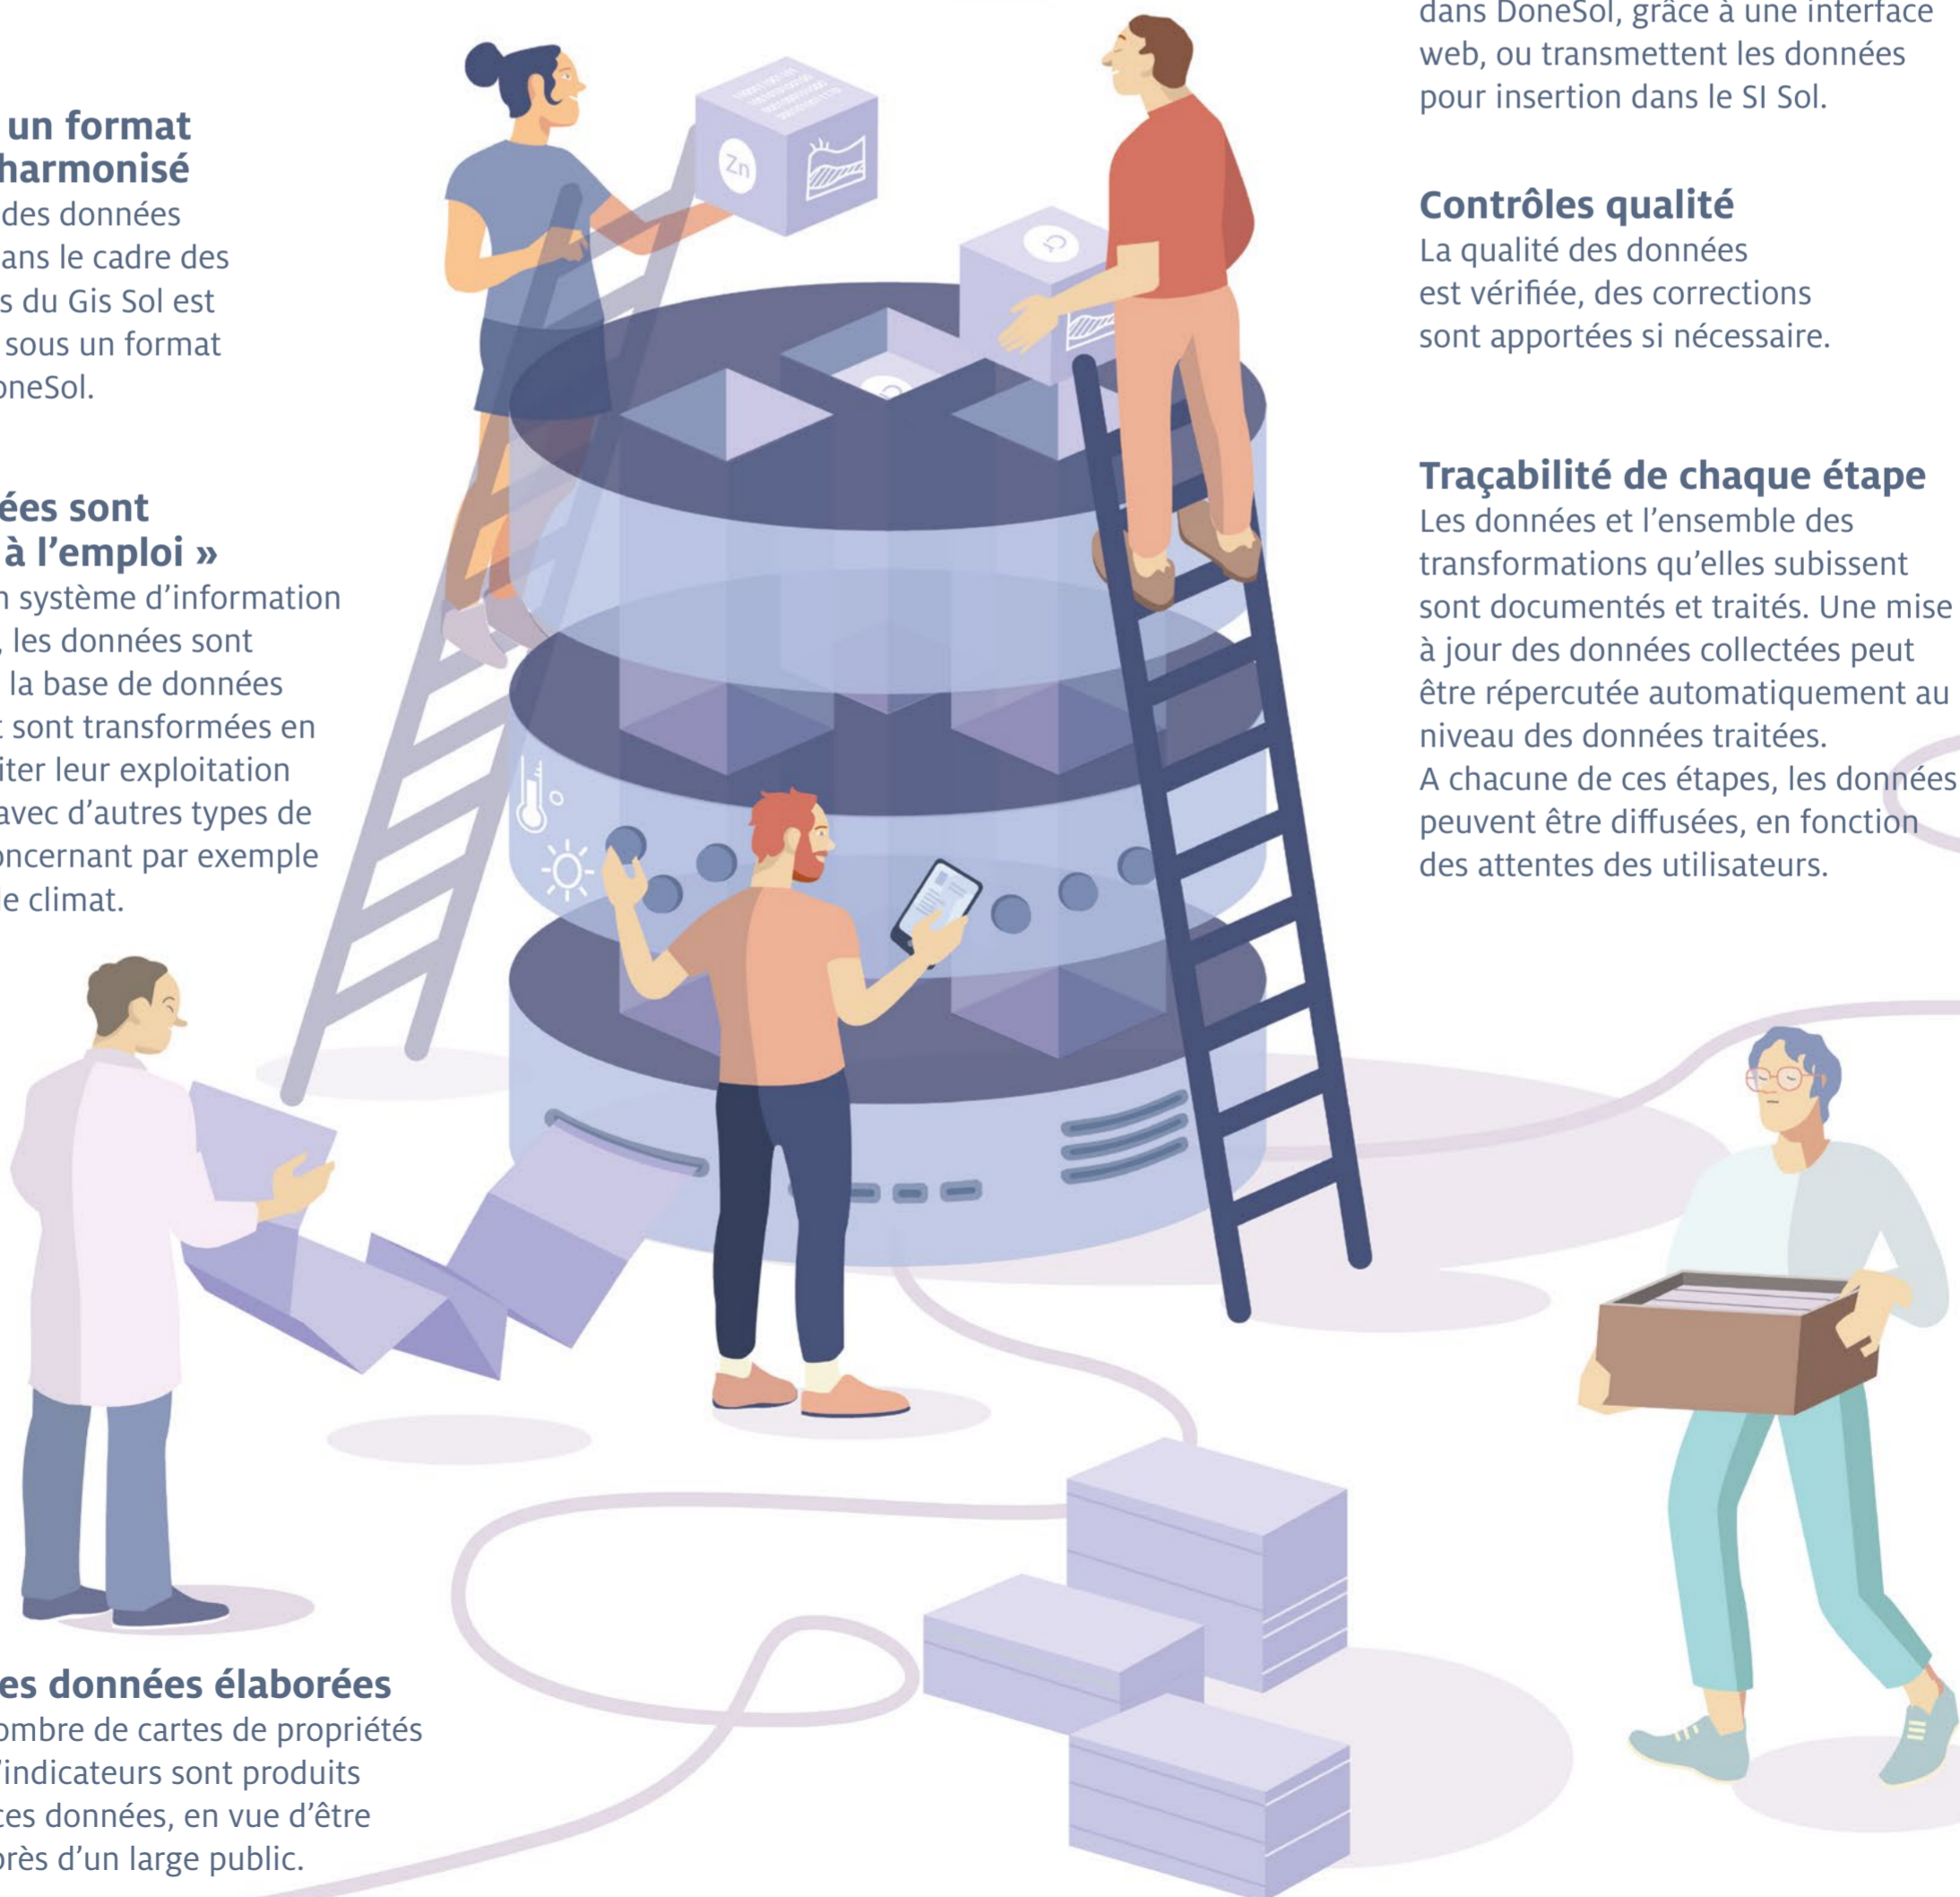 un format
harmonisé
des données
ans le cadre des
s du Gis Sol est
sous un format
oneSol.
ées sont
à l'emploi »
n système d'information
, les données sont
la base de données
t sont transformées en
iter leur exploitation
avec d'autres types de
oncernant par exemple
le climat.
es données élaborées
ombre de cartes de propriétés
'indicateurs sont produits
ces données, en vue d'être
près d'un large public.
Zn
dans DoneSol, grâce à une interface
web, ou transmettent les données
pour insertion dans le SI Sol.
Contrôles qualité
La qualité des données
est vérifiée, des corrections
sont apportées si nécessaire.
Traçabilité de chaque étape
Les données et l'ensemble des
transformations qu'elles subissent
sont documentés et traités. Une mise
à jour des données collectées peut
être répercutée automatiquement au
niveau des données traitées.
A chacune de ces étapes, les données
peuvent être diffusées, en fonction
des attentes des utilisateurs.